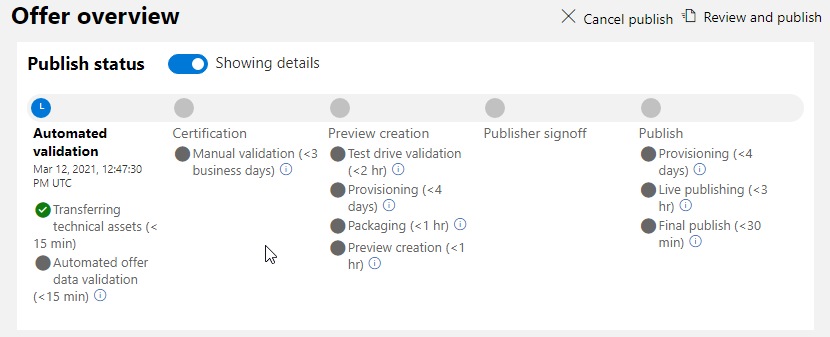 Offer overview
Cancel publish
Review and publish
Publish status
Showing details
Automated
validation
Mar 12, 2021, 12:47:30
PM UTC
Transferring
technical assets (<
15 min)
Automated offer
data validation
(<15 min)
Certification
Manual validation (<3
business days)
Preview creation
Test drive validation
(<2 hr)
Provisioning (<4
days)
Packaging (<1 hr)
Preview creation (<1
hr)
Publisher signoff
Publish
Provisioning (<4
days)
Live publishing (<3
hr)
Final publish (<30
min)